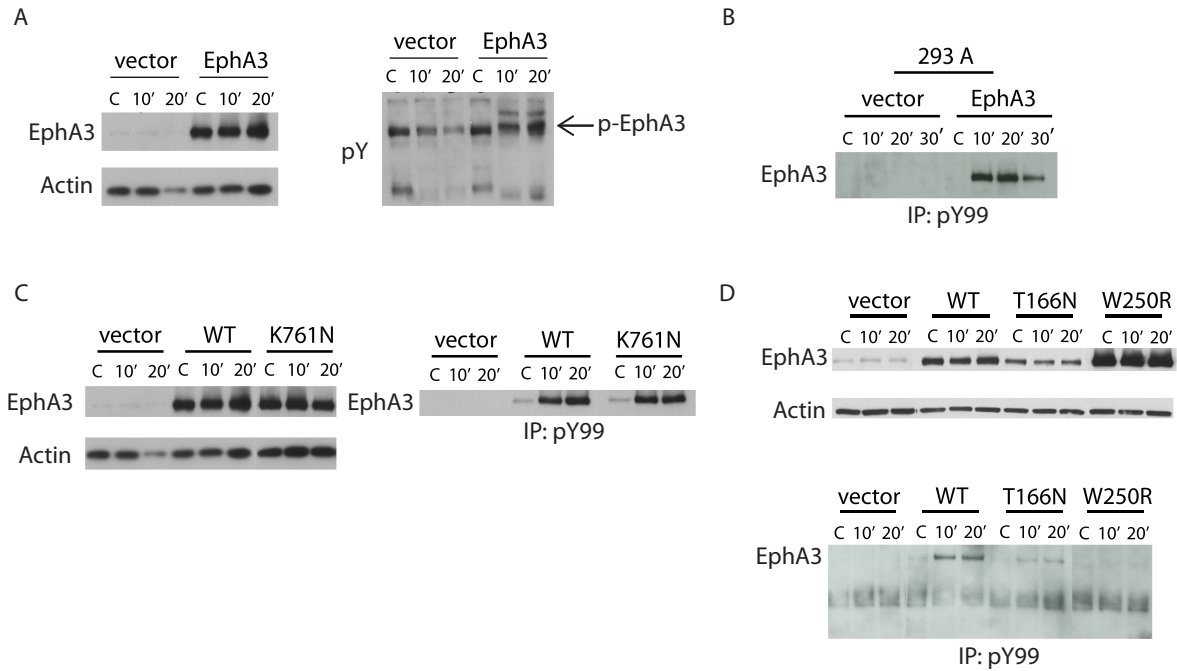 A
vector EphA3
C 10′ 20′ C 10′ 20′
EphA3
Actin
vector EphA3
C 10′ 20′ C 10′ 20′
pY
p-EphA3
B
293 A
vector EphA3
C 10′ 20′ 30′ C 10′ 20′ 30′
EphA3
IP: pY99
C
vector WT K761N
C 10′ 20′ C 10′ 20′ C 10′ 20′
EphA3
Actin
vector WT K761N
C 10′ 20′ C 10′ 20′ C 10′ 20′
EphA3
IP: pY99
D
vector WT T166N W250R
C 10′ 20′ C 10′ 20′ C 10′ 20′ C 10′ 20′
EphA3
Actin
vector WT T166N W250R
C 10′ 20′ C 10′ 20′ C 10′ 20′ C 10′ 20′
EphA3
IP: pY99